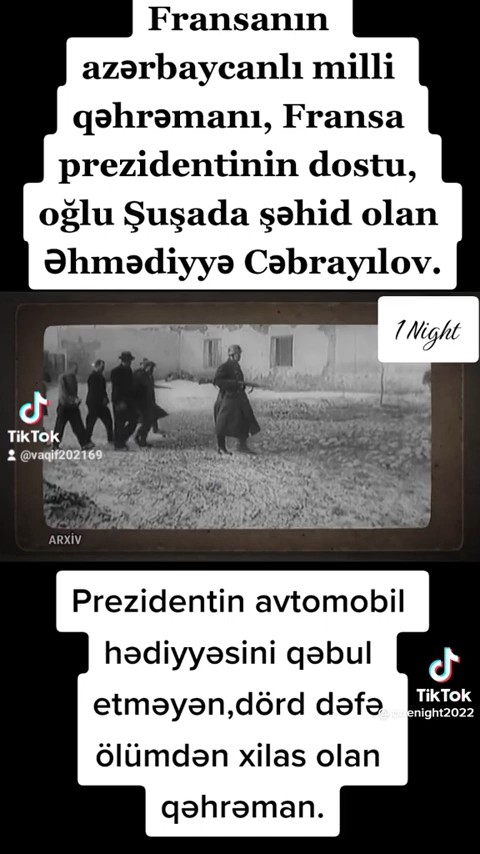 Fransanın
azərbaycanlı milli
qəhrəmanı, Fransa
prezidentinin dostu,
oğlu Şuşada şəhid olan
Əhmədiyyə Cəbrayılov.
1 Night
TikTok
@vaqif202169
ARXİV
Prezidentin avtomobil
hədiyyəsini qəbul
etməyən,dörd dəfə
ölümdən xilas olan
qəhrəman.
TikTok
@onenight2022